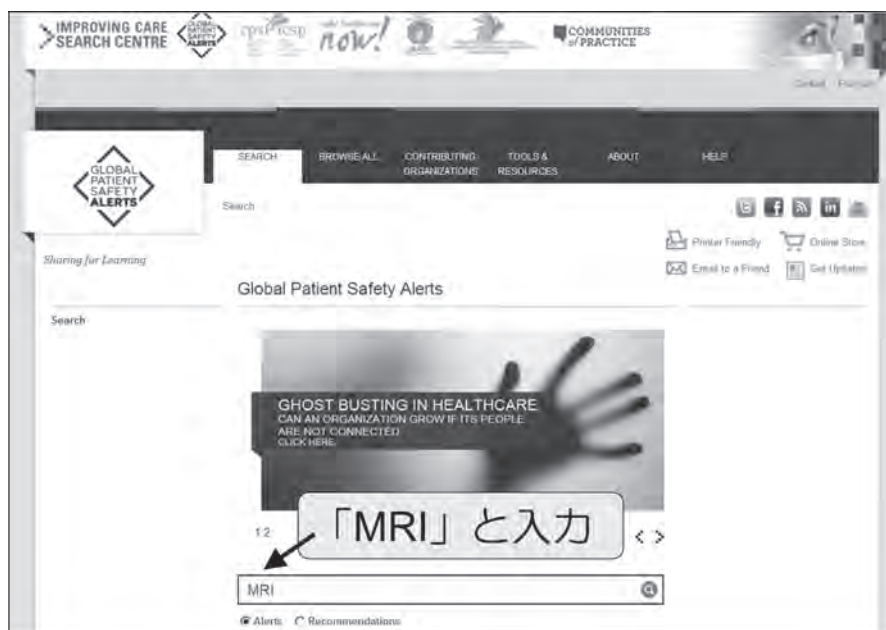 IMPROVING CARE
SEARCH CENTRE
GLOBAL
PATIENT
SAFETY
ALERTS
now!
COMMUNITIES
of PRACTICE
GLOBAL
PATIENT
SAFETY
ALERTS
Sharing for Learning
SEARCH
BROWSE ALL
CONTRIBUTING
ORGANIZATIONS
TOOLS &
RESOURCES
ABOUT
HELP
Search
Printer Friendly
Online Store
Email to a Friend
Get Updates
Global Patient Safety Alerts
Search
GHOST BUSTING IN HEALTHCARE
CAN AN ORGANIZATION GROW IF ITS PEOPLE
ARE NOT CONNECTED
CLICK HERE.
1 2
「MRI」と入力
< >
MRI
Alerts
Recommendations